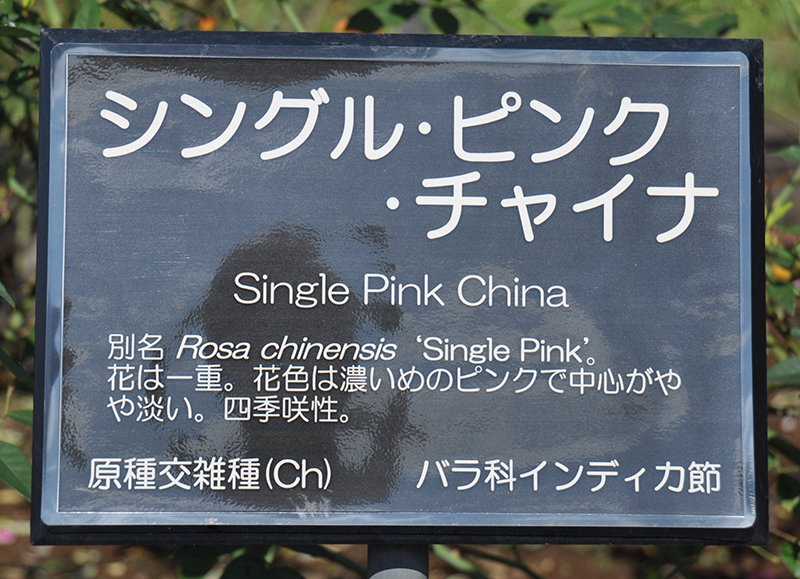 シングル・ピンク
・チャイナ
Single Pink China
別名 Rosa chinensis ‘Single Pink’。
花は一重。花色は濃いめのピンクで中心がや
や淡い。四季咲性。
原種交雑種(Ch) バラ科インディカ節